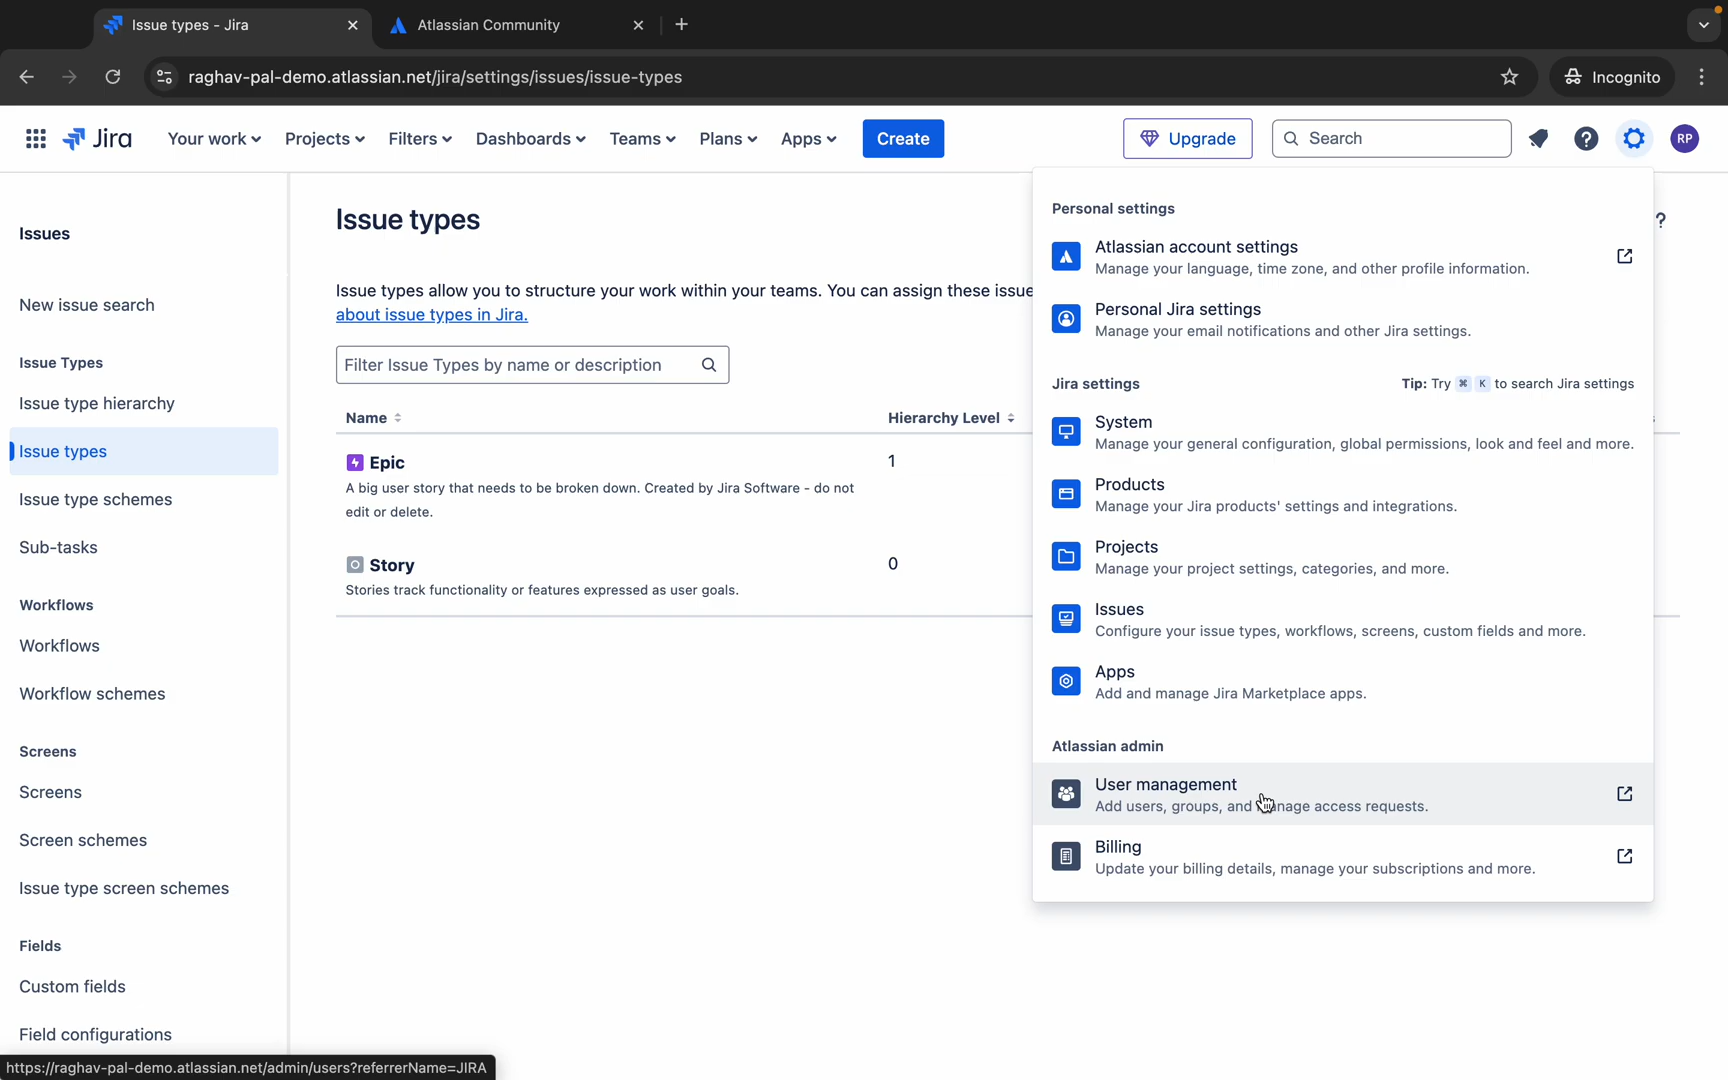 Issue types - Jira
Atlassian Community
raghav-pal-demo.atlassian.net/jira/settings/issues/issue-types
Incognito
Jira
Your work
Projects
Filters
Dashboards
Teams
Plans
Apps
Create
Upgrade
Search
RP
Issues
New issue search
Issue Types
Issue type hierarchy
Issue types
Issue type schemes
Sub-tasks
Workflows
Workflows
Workflow schemes
Screens
Screens
Screen schemes
Issue type screen schemes
Fields
Custom fields
Field configurations
https://raghav-pal-demo.atlassian.net/admin/users?referrerName=JIRA
Issue types
?
Issue types allow you to structure your work within your teams. You can assign these issue
about issue types in Jira.
Filter Issue Types by name or description
Name
Hierarchy Level
Epic
1
A big user story that needs to be broken down. Created by Jira Software - do not
edit or delete.
Story
0
Stories track functionality or features expressed as user goals.
Personal settings
Atlassian account settings
Manage your language, time zone, and other profile information.
Personal Jira settings
Manage your email notifications and other Jira settings.
Jira settings
Tip: Try ⌘ K to search Jira settings
System
Manage your general configuration, global permissions, look and feel and more.
Products
Manage your Jira products' settings and integrations.
Projects
Manage your project settings, categories, and more.
Issues
Configure your issue types, workflows, screens, custom fields and more.
Apps
Add and manage Jira Marketplace apps.
Atlassian admin
User management
Add users, groups, and manage access requests.
Billing
Update your billing details, manage your subscriptions and more.